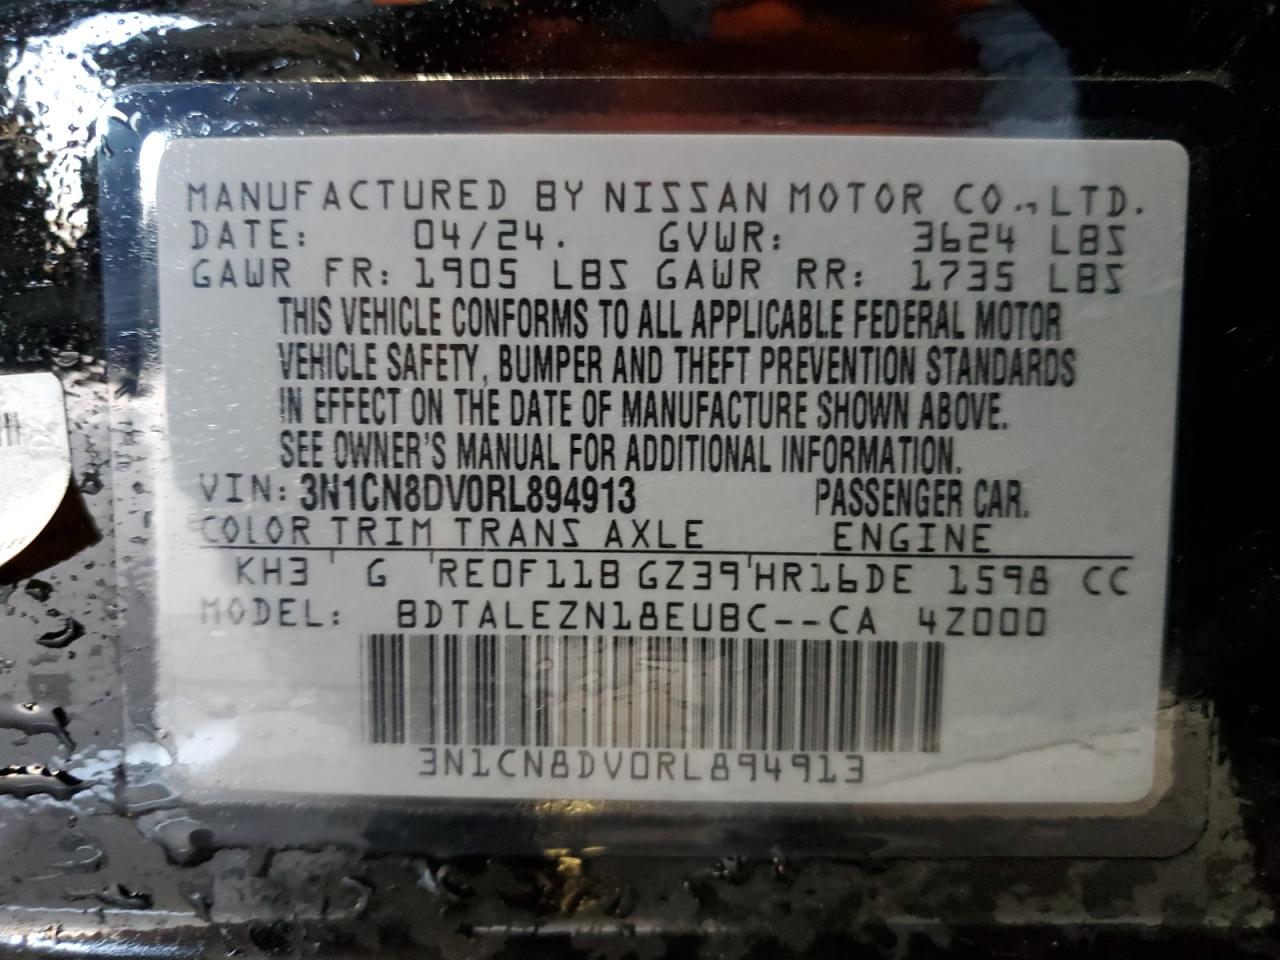 MANUFACTURED BY NISSAN MOTOR CO., LTD.
DATE: 04/24. GVWR: 3624 LBS
GAWR FR: 1905 LBS GAWR RR: 1735 LBS
THIS VEHICLE CONFORMS TO ALL APPLICABLE FEDERAL MOTOR
VEHICLE SAFETY, BUMPER AND THEFT PREVENTION STANDARDS
IN EFFECT ON THE DATE OF MANUFACTURE SHOWN ABOVE.
SEE OWNER'S MANUAL FOR ADDITIONAL INFORMATION.
VIN: 3N1CN8DV0RL894913 PASSENGER CAR.
COLOR TRIM TRANS AXLE ENGINE
KH3 ' G 'RE0F11B GZ39'HR16DE 1598 CC
MODEL: BDTALEZN18EUBC--CA 4Z000
3N1CN8DV0RL894913